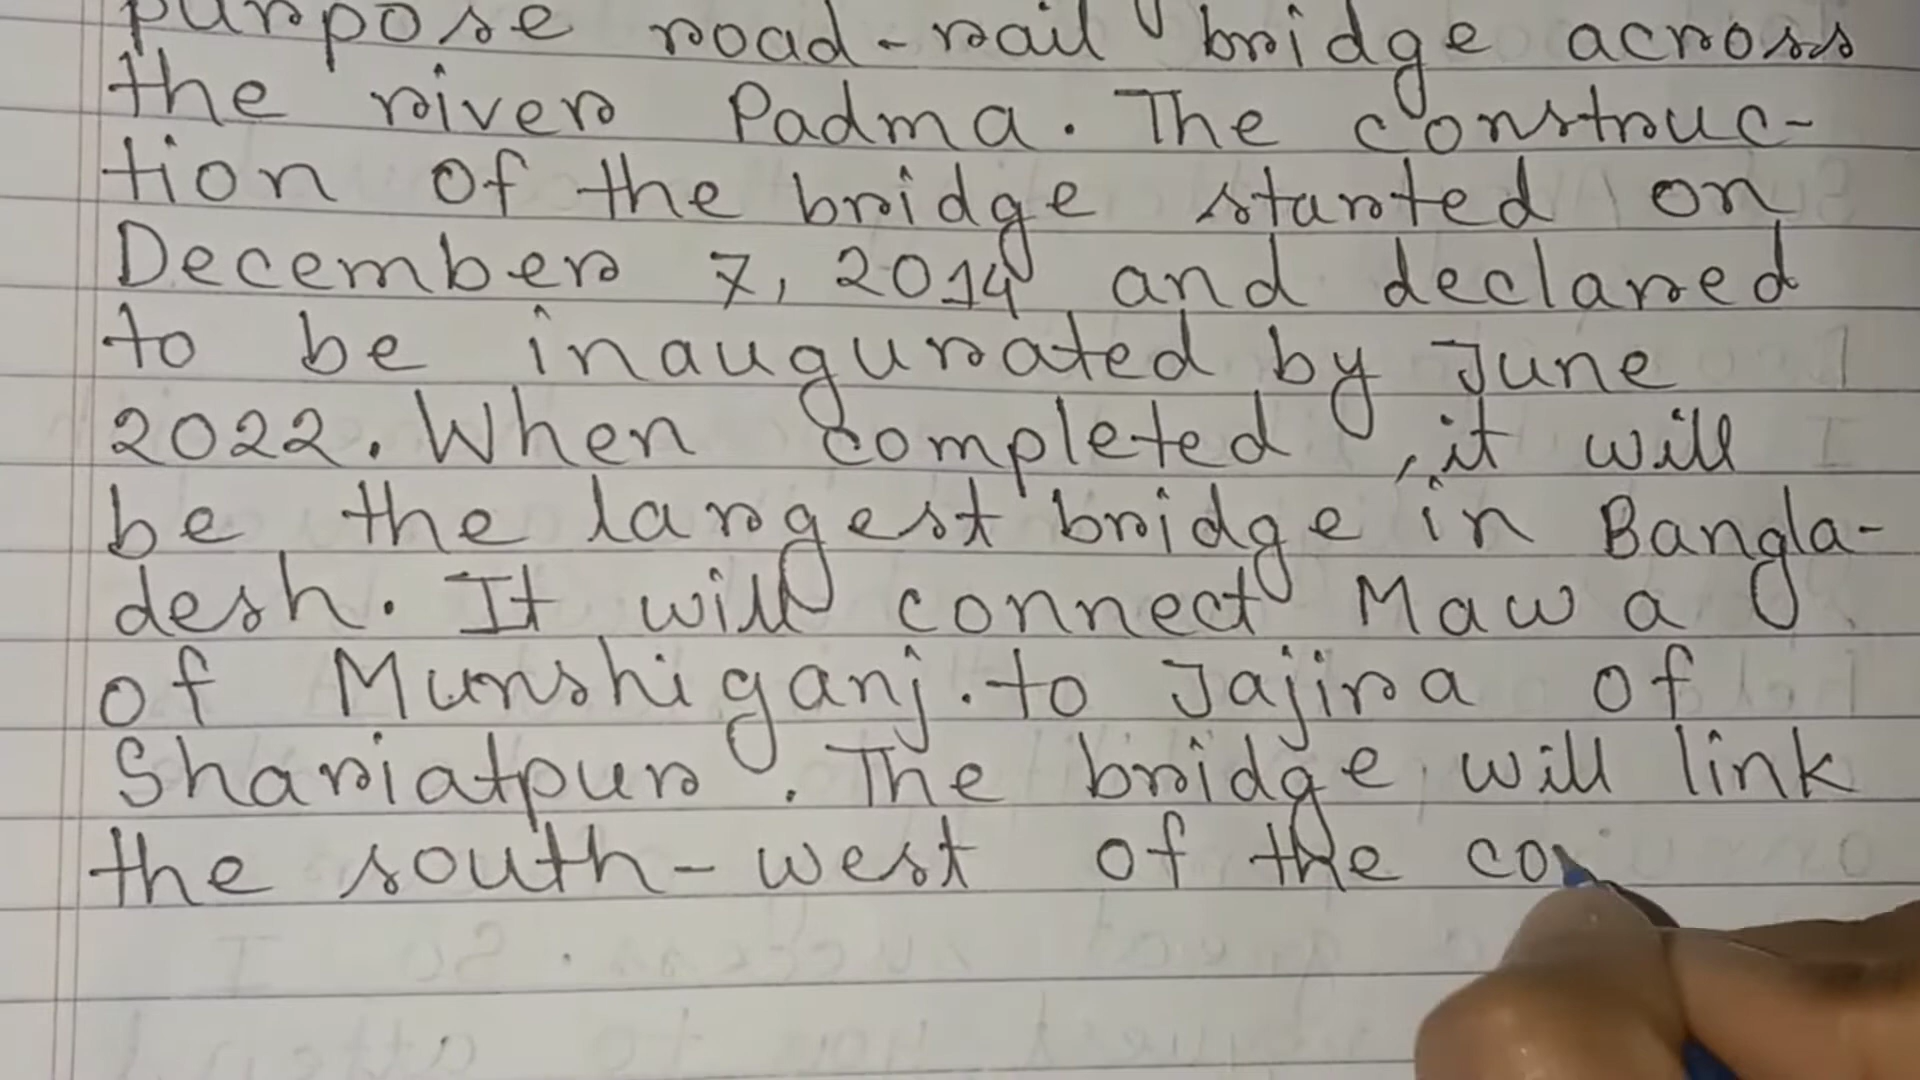 purpose road-rail bridge across
the river Padma. The construc-
tion of the bridge started on
December 7, 2014 and declared
to be inaugurated by June
2022. When completed, it will
be the largest bridge in Bangla-
desh. It will connect Mawa
of Munshiganj. to Jajira of
Shariatpur. The bridge will link
the south-west of the co